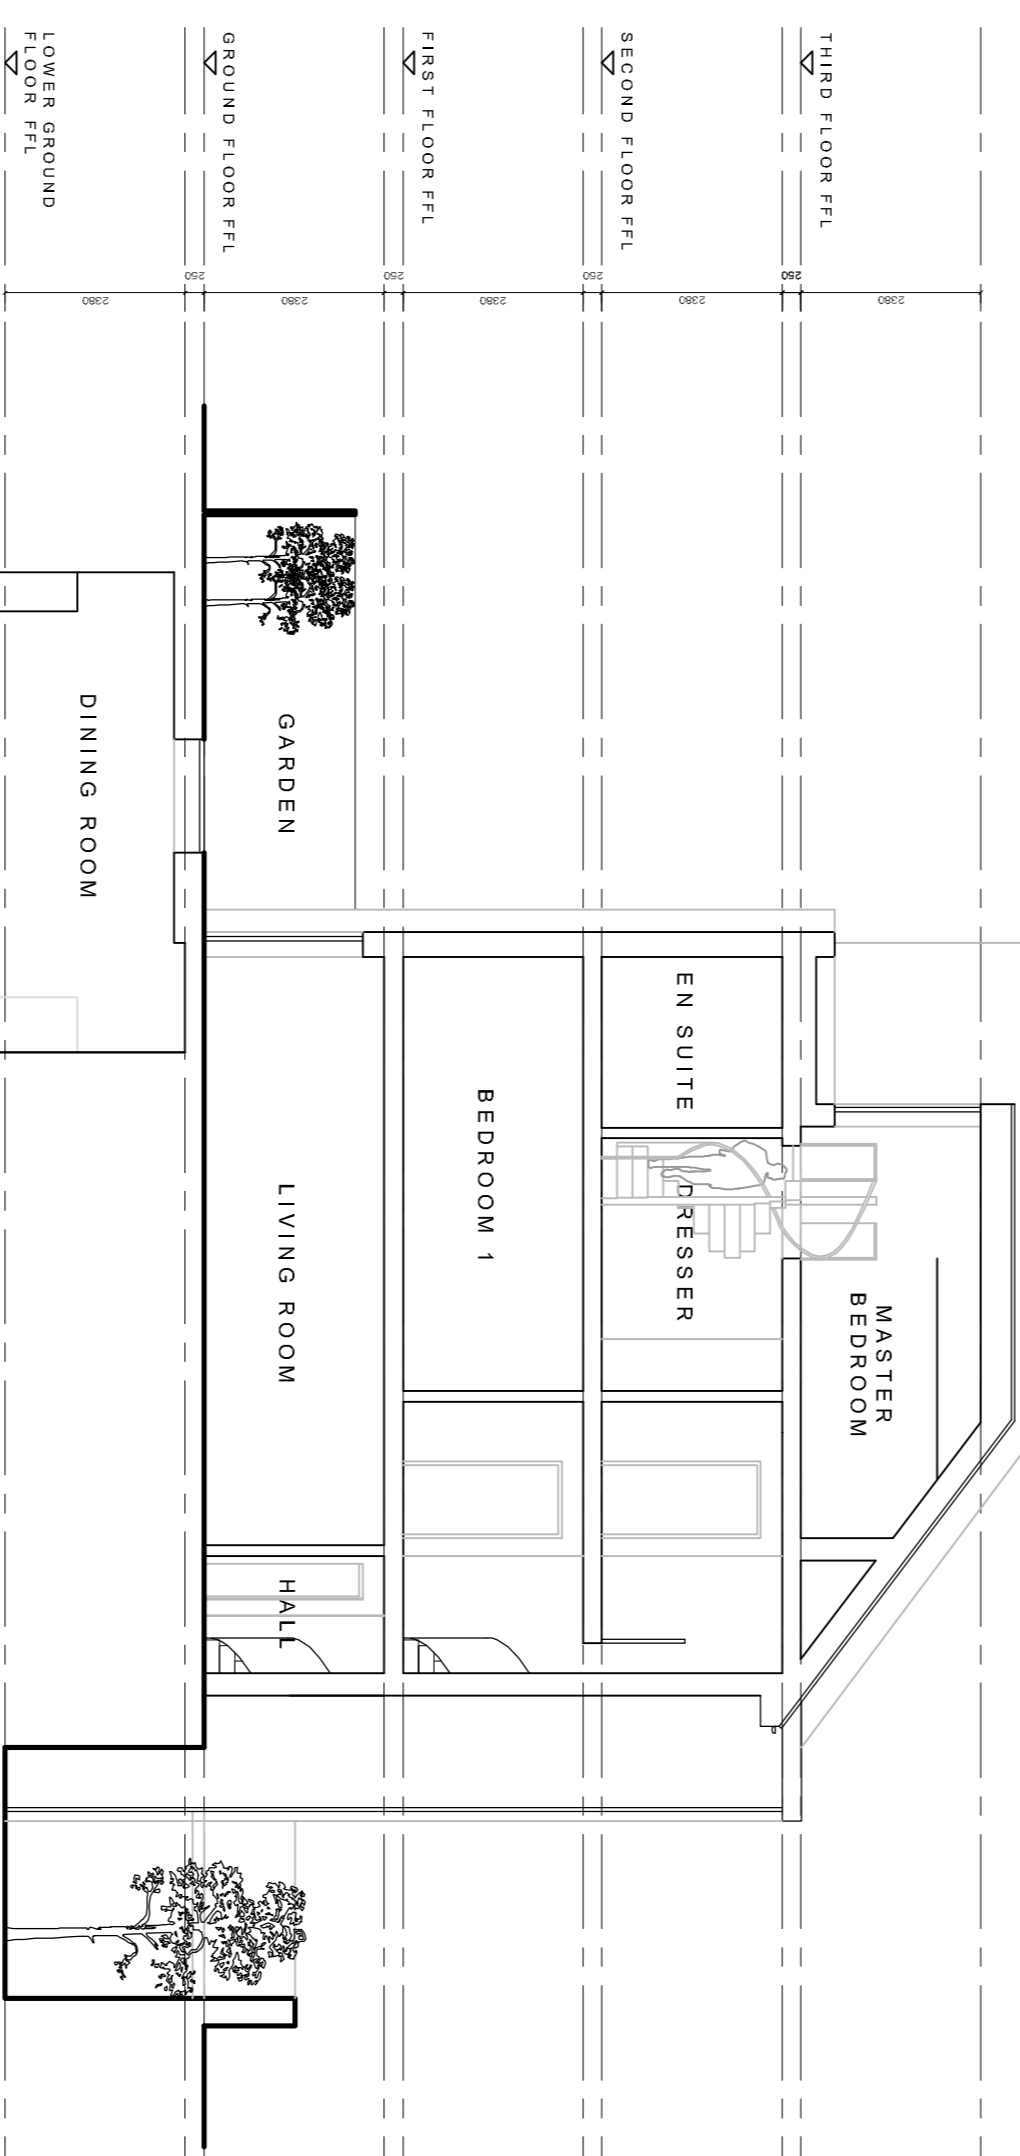 THIRD FLOOR FFL
SECOND FLOOR FFL
FIRST FLOOR FFL
GROUND FLOOR FFL
LOWER GROUND
FLOOR FFL
2380
250
2380
250
2380
250
2380
250
2380
MASTER
BEDROOM
EN SUITE
DRESSER
BEDROOM 1
GARDEN
LIVING ROOM
HALL
DINING ROOM